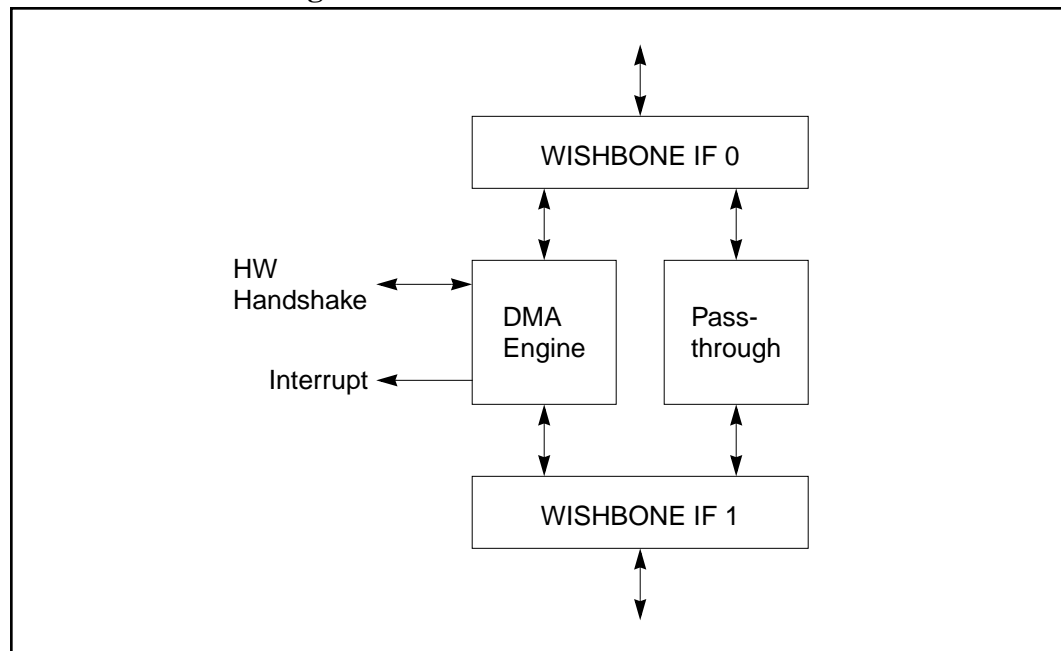 WISHBONE IF 0
HW
Handshake
DMA
Engine
Pass-
through
Interrupt
WISHBONE IF 1